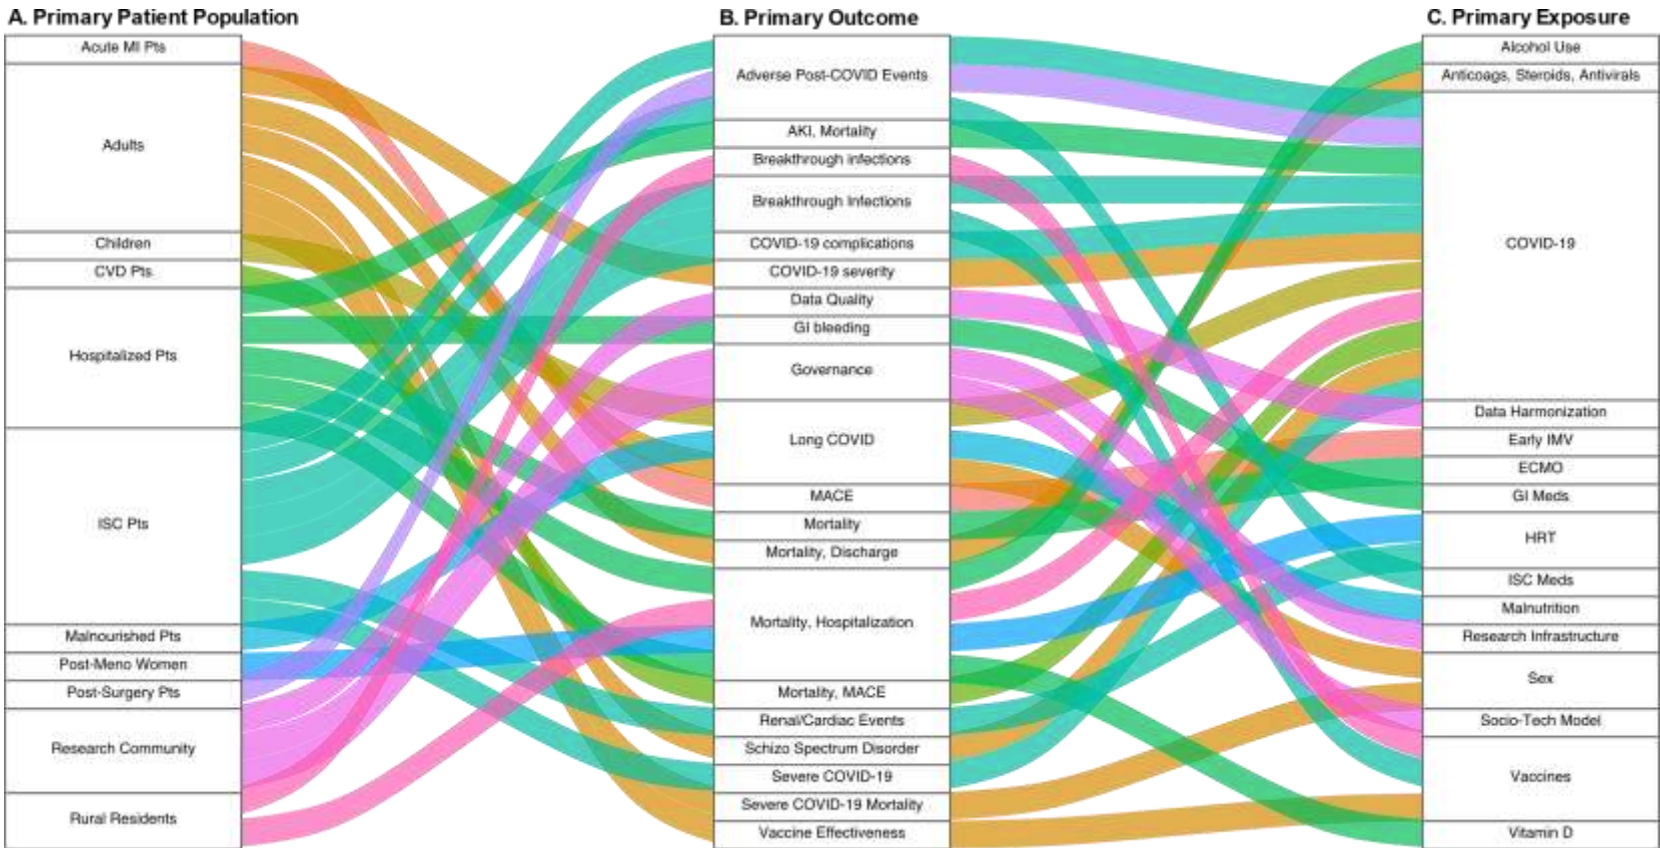 A. Primary Patient Population
Acute MI Pts
Adults
Children
CVD Pts
Hospitalized Pts
ISC Pts
Malnourished Pts
Post-Meno Women
Post-Surgery Pts
Research Community
Rural Residents
B. Primary Outcome
Adverse Post-COVID Events
AKI, Mortality
Breakthrough infections
Breakthrough Infections
COVID-19 complications
COVID-19 severity
Data Quality
GI bleeding
Governance
Long COVID
MACE
Mortality
Mortality, Discharge
Mortality, Hospitalization
Mortality, MACE
Renal/Cardiac Events
Schizo Spectrum Disorder
Severe COVID-19
Severe COVID-19 Mortality
Vaccine Effectiveness
C. Primary Exposure
Alcohol Use
Anticoags, Steroids, Antivirals
COVID-19
Data Harmonization
Early IMV
ECMO
GI Meds
HRT
ISC Meds
Malnutrition
Research Infrastructure
Sex
Socio-Tech Model
Vaccines
Vitamin D